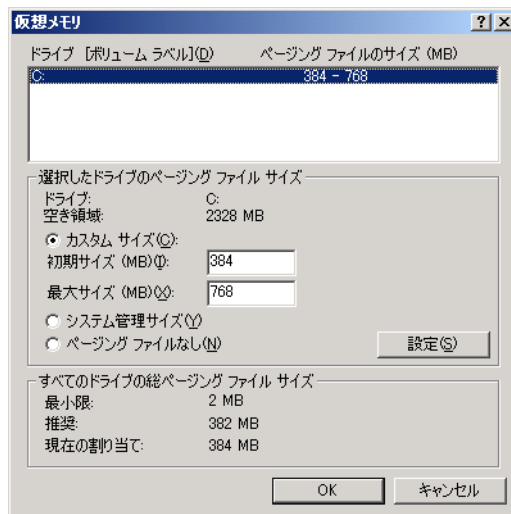 仮想メモリ
ドライブ [ボリューム ラベル](D) ページング ファイルのサイズ (MB)
C: 384 - 768
選択したドライブのページング ファイル サイズ
ドライブ: C:
空き領域: 2328 MB
カスタム サイズ(C):
初期サイズ (MB)(I): 384
最大サイズ (MB)(X): 768
システム管理サイズ(Y)
ページング ファイルなし(N) 設定(S)
すべてのドライブの総ページング ファイル サイズ
最小限: 2 MB
推奨: 382 MB
現在の割り当て: 384 MB
OK キャンセル